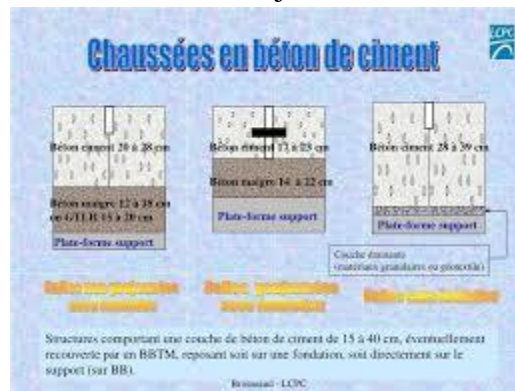 LCPC
Chaussées en béton de ciment
Béton ciment 20 à 28 cm
Béton maigre 12 à 18 cm
ou GTLH 15 à 20 cm
Plate-forme support
Béton ciment 17 à 23 cm
Béton maigre 14 à 22 cm
Plate-forme support
Béton ciment 28 à 39 cm
Plate-forme support
Couche drainante
(matériaux granulaires ou géotextile)
Structures comportant une couche de béton de ciment de 15 à 40 cm, éventuellement
recouverte par un BBTM, reposant soit sur une fondation, soit directement sur le
support (sur BB).
- LCPC